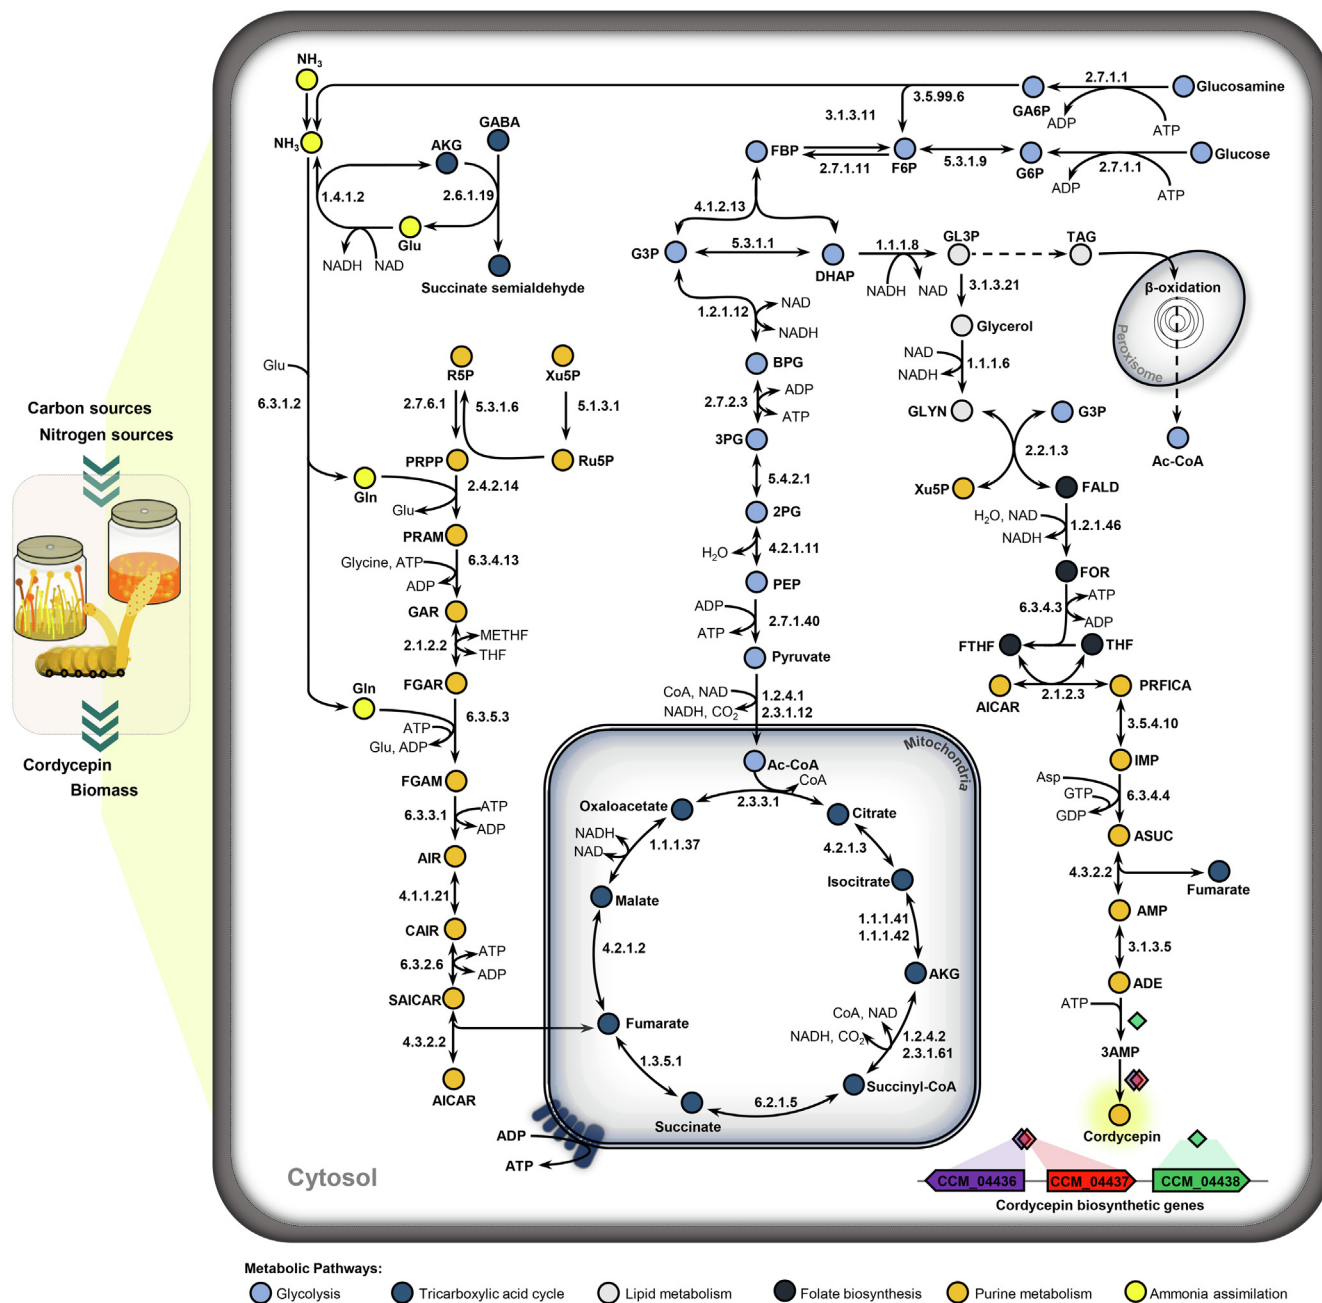 NH3
NH3
GABA
AKG
1.4.1.2
2.6.1.19
Glu
NADH
NAD
Succinate semialdehyde
3.5.99.6
3.1.3.11
GA6P
2.7.1.1
Glucosamine
ADP
ATP
FBP
2.7.1.11
F6P
5.3.1.9
G6P
2.7.1.1
Glucose
ADP
ATP
4.1.2.13
G3P
5.3.1.1
DHAP
1.1.1.8
NADH
NAD
GL3P
TAG
3.1.3.21
β-oxidation
Peroxisome
Ac-CoA
1.2.1.12
NAD
NADH
Glycerol
NAD
NADH
1.1.1.6
GLYN
G3P
2.2.1.3
Xu5P
FALD
H2O, NAD
NADH
1.2.1.46
FOR
6.3.4.3
ATP
ADP
FTHF
THF
2.1.2.3
AICAR
PRFICA
3.5.4.10
IMP
Asp
GTP
GDP
6.3.4.4
ASUC
4.3.2.2
Fumarate
AMP
3.1.3.5
ADE
ATP
3AMP
Cordycepin
BPG
2.7.2.3
ADP
ATP
3PG
5.4.2.1
2PG
H2O
4.2.1.11
PEP
ADP
ATP
2.7.1.40
Pyruvate
CoA, NAD
NADH, CO2
1.2.4.1
2.3.1.12
Mitochondria
Ac-CoA
CoA
2.3.3.1
Oxaloacetate
Citrate
NADH
NAD
1.1.1.37
4.2.1.3
Isocitrate
Malate
1.1.1.41
1.1.1.42
4.2.1.2
AKG
CoA, NAD
NADH, CO2
1.2.4.2
2.3.1.61
Fumarate
1.3.5.1
Succinyl-CoA
6.2.1.5
Succinate
ADP
ATP
Glu
6.3.1.2
R5P
Xu5P
2.7.6.1
5.3.1.6
5.1.3.1
PRPP
Ru5P
Gln
2.4.2.14
Glu
PRAM
Glycine, ATP
ADP
6.3.4.13
GAR
2.1.2.2
METHF
THF
FGAR
Gln
6.3.5.3
ATP
Glu, ADP
FGAM
6.3.3.1
ATP
ADP
AIR
4.1.1.21
CAIR
6.3.2.6
ATP
ADP
SAICAR
4.3.2.2
AICAR
Carbon sources
Nitrogen sources
Cordycepin
Biomass
Cytosol
CCM_04436
CCM_04437
CCM_04438
Cordycepin biosynthetic genes
Metabolic Pathways:
Glycolysis
Tricarboxylic acid cycle
Lipid metabolism
Folate biosynthesis
Purine metabolism
Ammonia assimilation